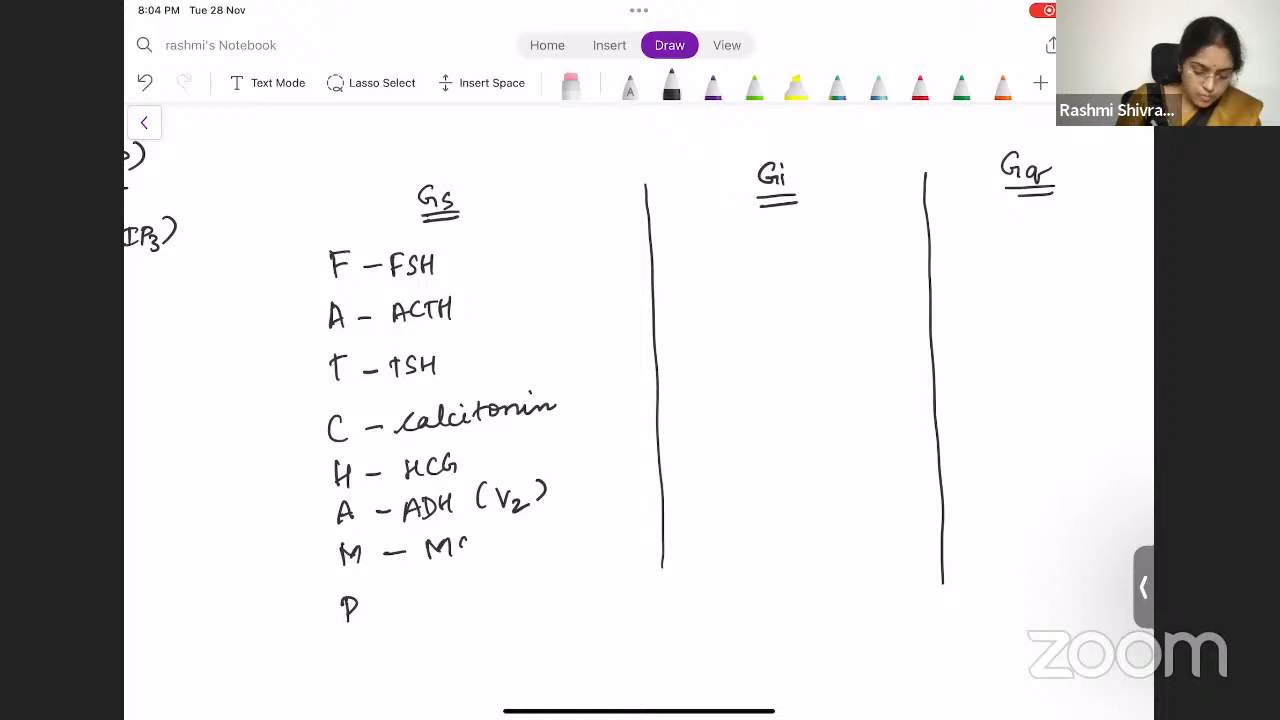 8:04 PM Tue 28 Nov
rashmi's Notebook
Home Insert Draw View
Text Mode Lasso Select Insert Space
Rashmi Shivra...
Gs Gi Gq
IP3)
F - FSH
A - ACTH
T - TSH
C - calcitonin
H - HCG
A - ADH (V2)
M - M
P
zoom